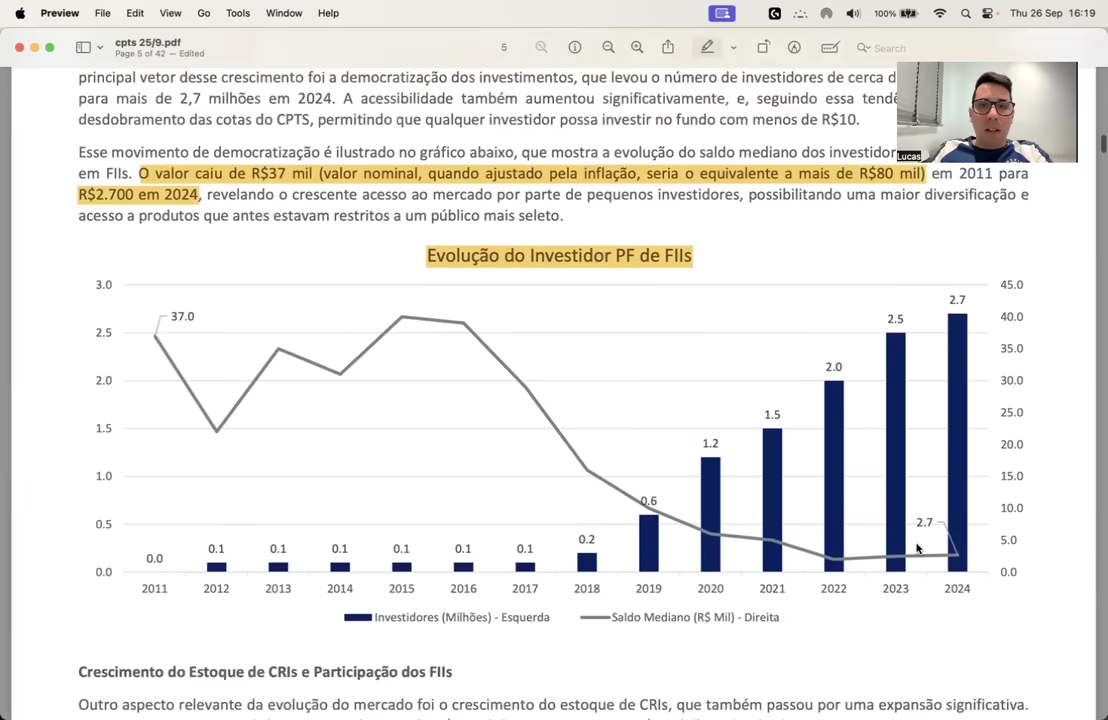 Preview File Edit View Go Tools Window Help 100% Thu 26 Sep 16:19
cpts 25/9.pdf
Page 5 of 42 — Edited
5
Search
principal vetor desse crescimento foi a democratização dos investimentos, que levou o número de investidores de cerca d
para mais de 2,7 milhões em 2024. A acessibilidade também aumentou significativamente, e, seguindo essa tendê
desdobramento das cotas do CPTS, permitindo que qualquer investidor possa investir no fundo com menos de R$10.
Lucas
Esse movimento de democratização é ilustrado no gráfico abaixo, que mostra a evolução do saldo mediano dos investidor
em FIIs. O valor caiu de R$37 mil (valor nominal, quando ajustado pela inflação, seria o equivalente a mais de R$80 mil) em 2011 para
R$2.700 em 2024, revelando o crescente acesso ao mercado por parte de pequenos investidores, possibilitando uma maior diversificação e
acesso a produtos que antes estavam restritos a um público mais seleto.
Evolução do Investidor PF de FIIs
3.0 45.0
2.7
37.0 2.5 40.0
2.5 35.0
2.0 2.0 30.0
1.5 25.0
1.5 1.2 20.0
1.0 15.0
0.6 10.0
0.5 2.7 5.0
0.0 0.1 0.1 0.1 0.1 0.1 0.1 0.2
0.0 0.0
2011 2012 2013 2014 2015 2016 2017 2018 2019 2020 2021 2022 2023 2024
Investidores (Milhões) - Esquerda Saldo Mediano (R$ Mil) - Direita
Crescimento do Estoque de CRIs e Participação dos FIIs
Outro aspecto relevante da evolução do mercado foi o crescimento do estoque de CRIs, que também passou por uma expansão significativa.